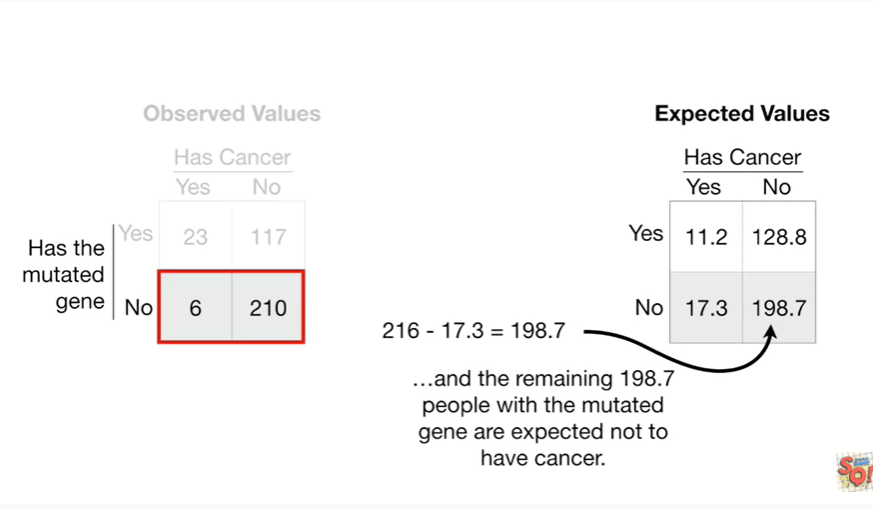 Observed Values
Has Cancer
Yes No
Has the
mutated
gene
Yes 23 117
No 6 210
Expected Values
Has Cancer
Yes No
Yes 11.2 128.8
No 17.3 198.7
216 - 17.3 = 198.7
…and the remaining 198.7
people with the mutated
gene are expected not to
have cancer.
SQ!